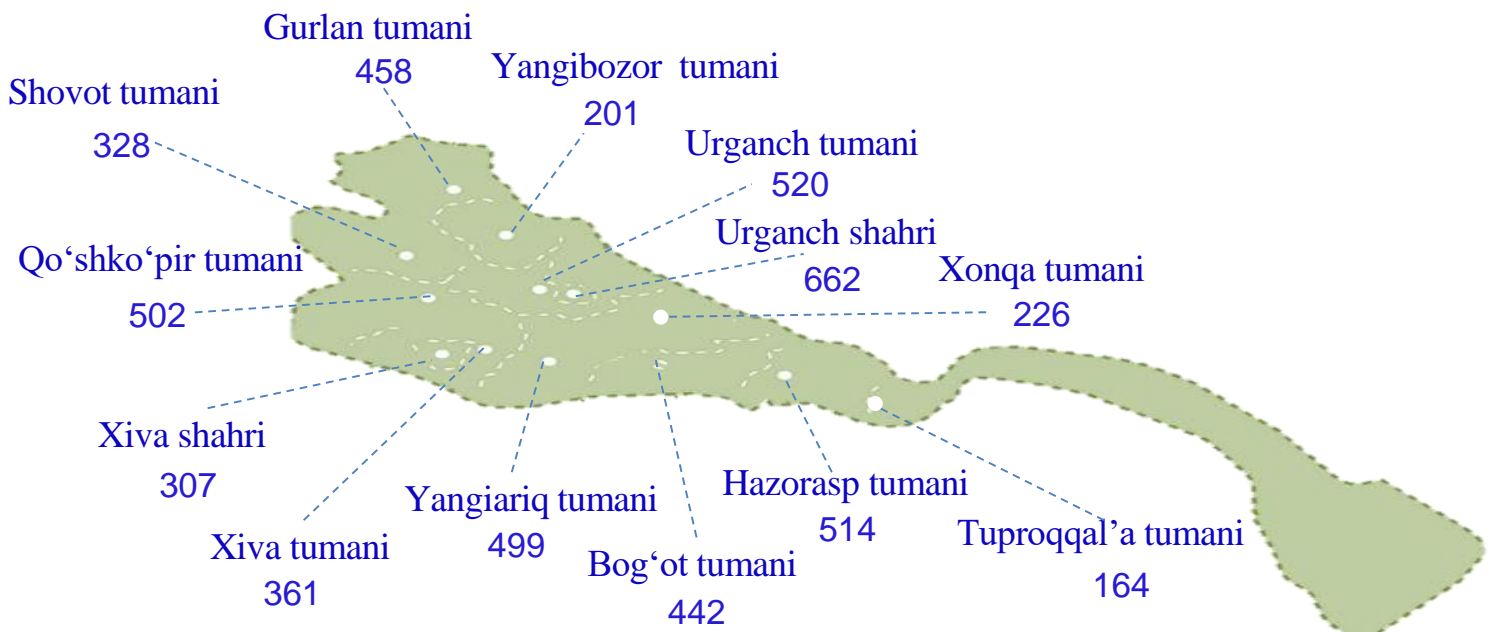 Gurlan tumani
458
Yangibozor tumani
201
Shovot tumani
328
Urganch tumani
520
Urganch shahri
662
Qo‘shko‘pir tumani
502
Xonqa tumani
226
Xiva shahri
307
Xiva tumani
361
Yangiariq tumani
499
Bog‘ot tumani
442
Hazorasp tumani
514
Tuproqqal’a tumani
164